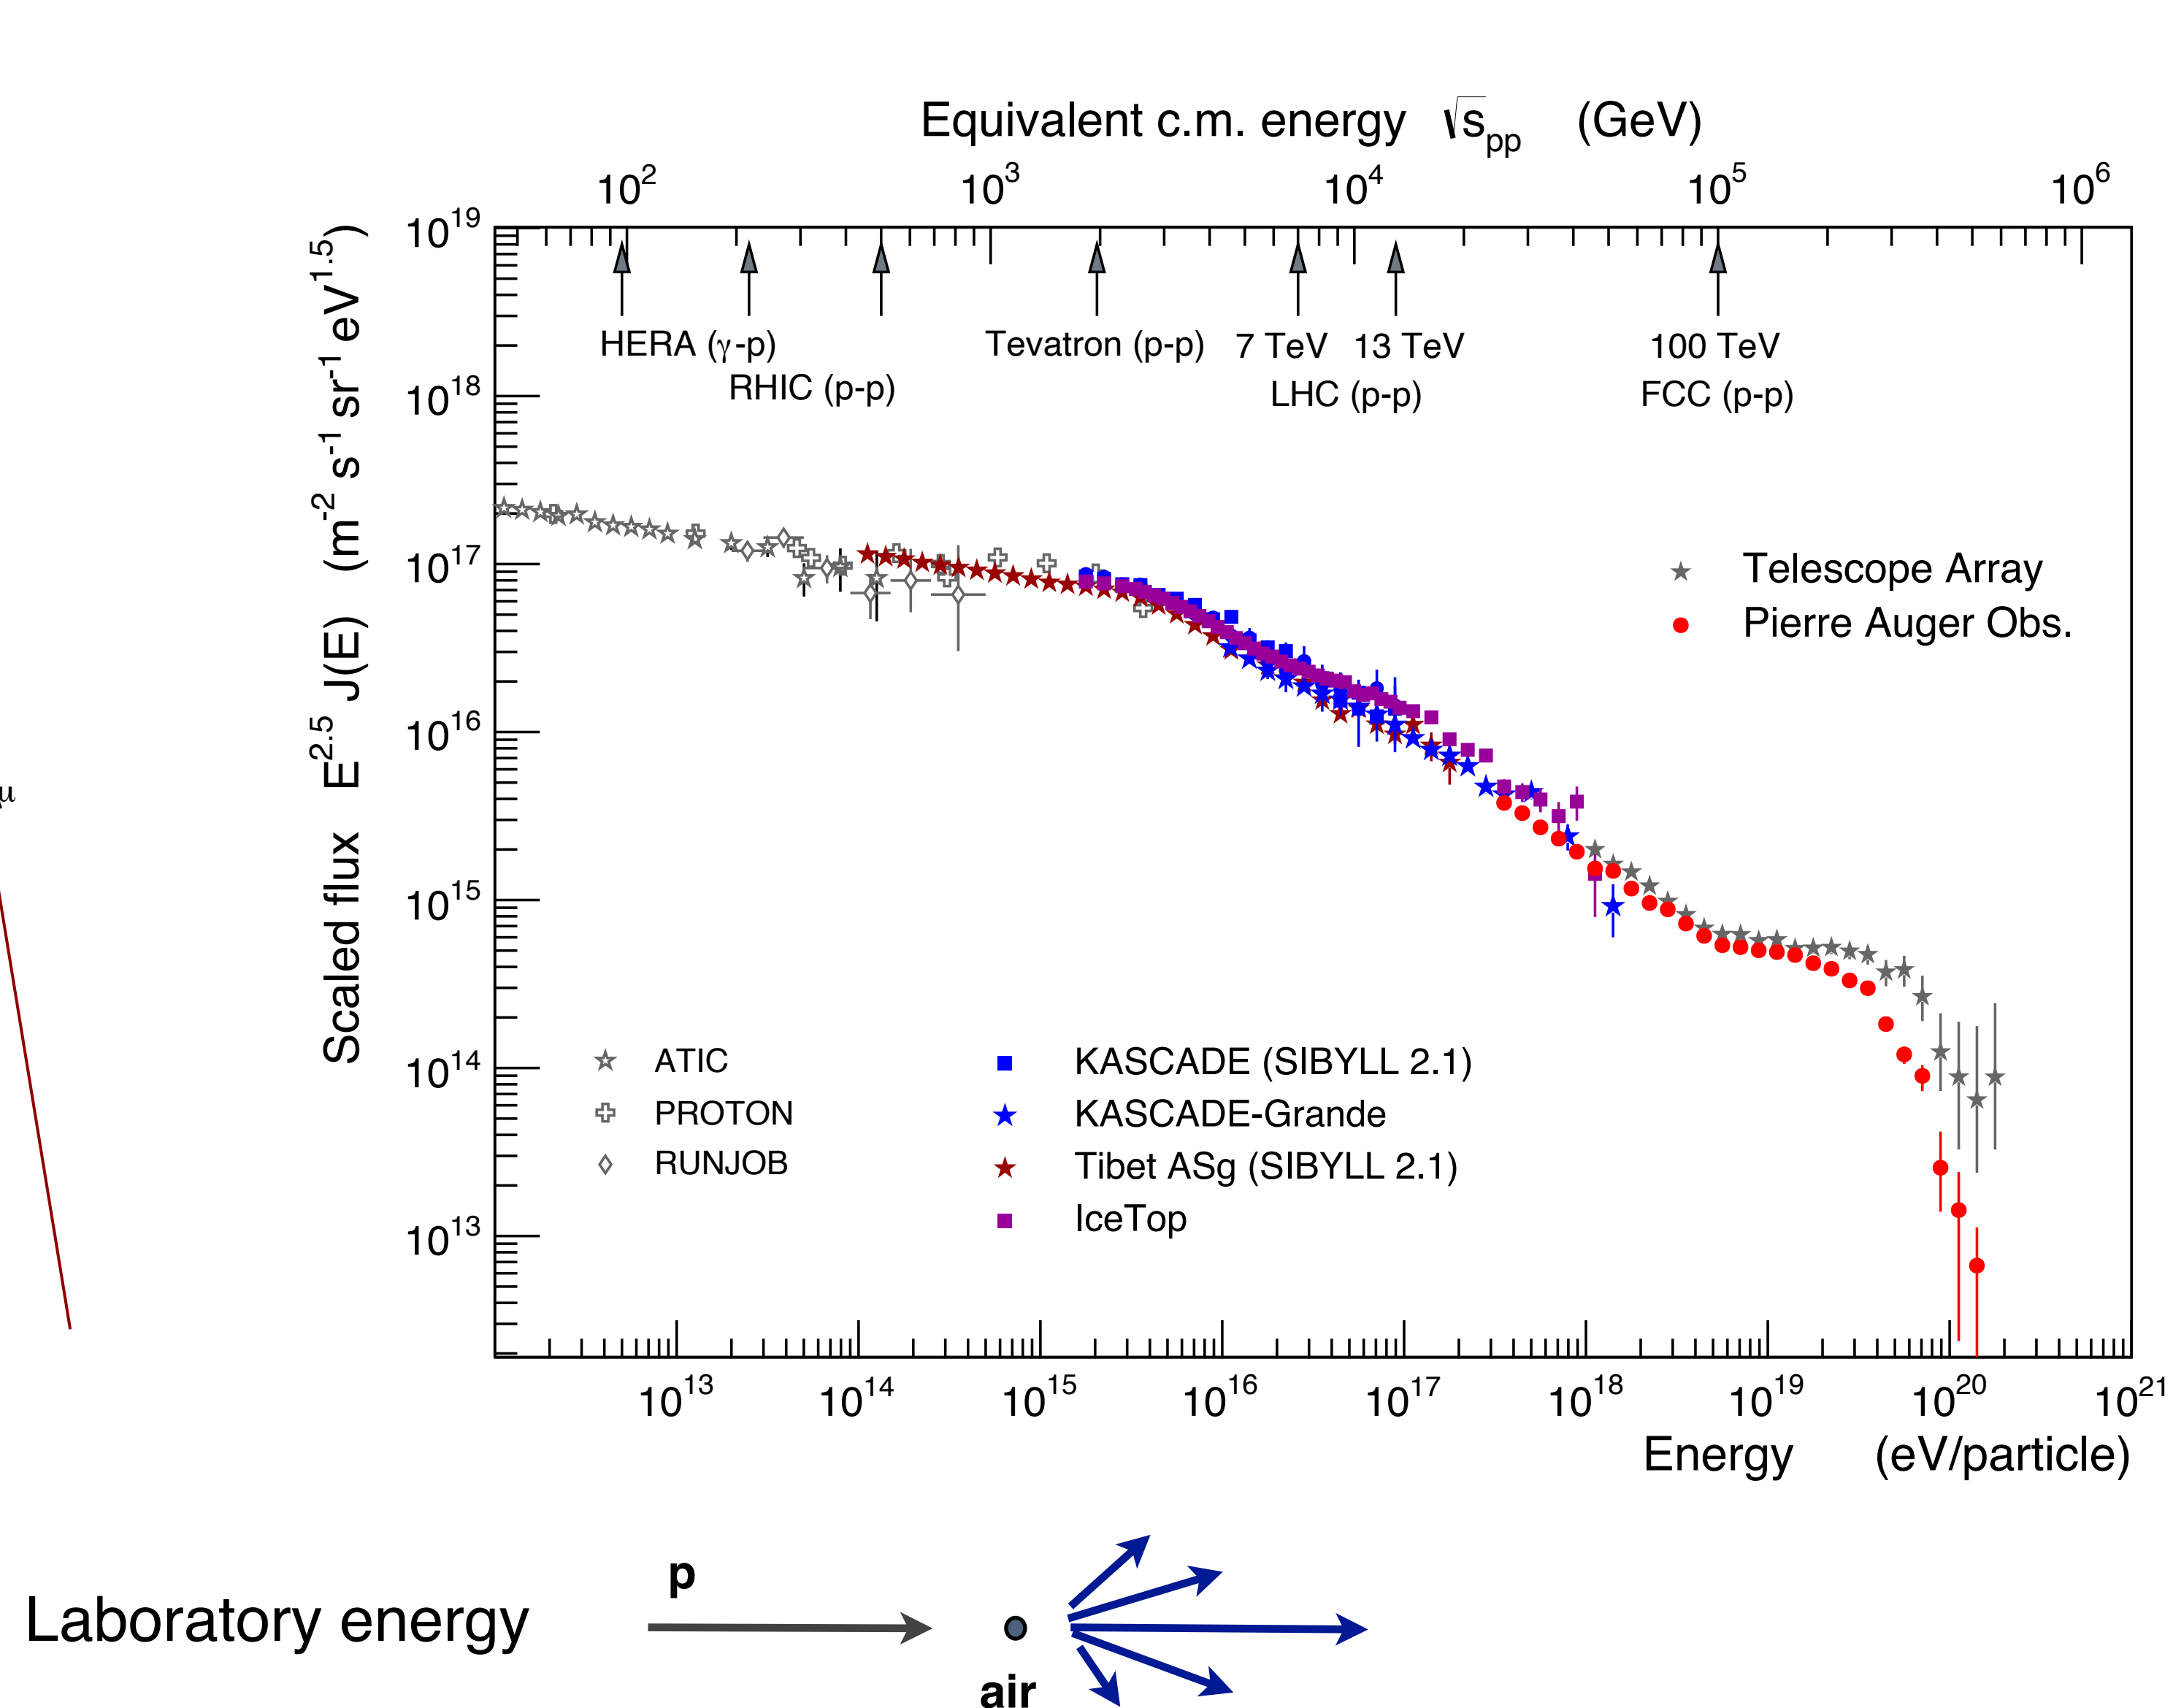 Equivalent c.m. energy √s_pp (GeV)
10^2 10^3 10^4 10^5 10^6
10^19
HERA (γ-p) Tevatron (p-p) 7 TeV 13 TeV 100 TeV
RHIC (p-p) LHC (p-p) FCC (p-p)
10^18
Scaled flux E^2.5 J(E) (m^-2 s^-1 sr^-1 eV^1.5)
10^17
Telescope Array
Pierre Auger Obs.
10^16
μ
10^15
10^14
ATIC KASCADE (SIBYLL 2.1)
PROTON KASCADE-Grande
RUNJOB Tibet ASg (SIBYLL 2.1)
IceTop
10^13
10^13 10^14 10^15 10^16 10^17 10^18 10^19 10^20 10^21
Energy (eV/particle)
p
Laboratory energy
air